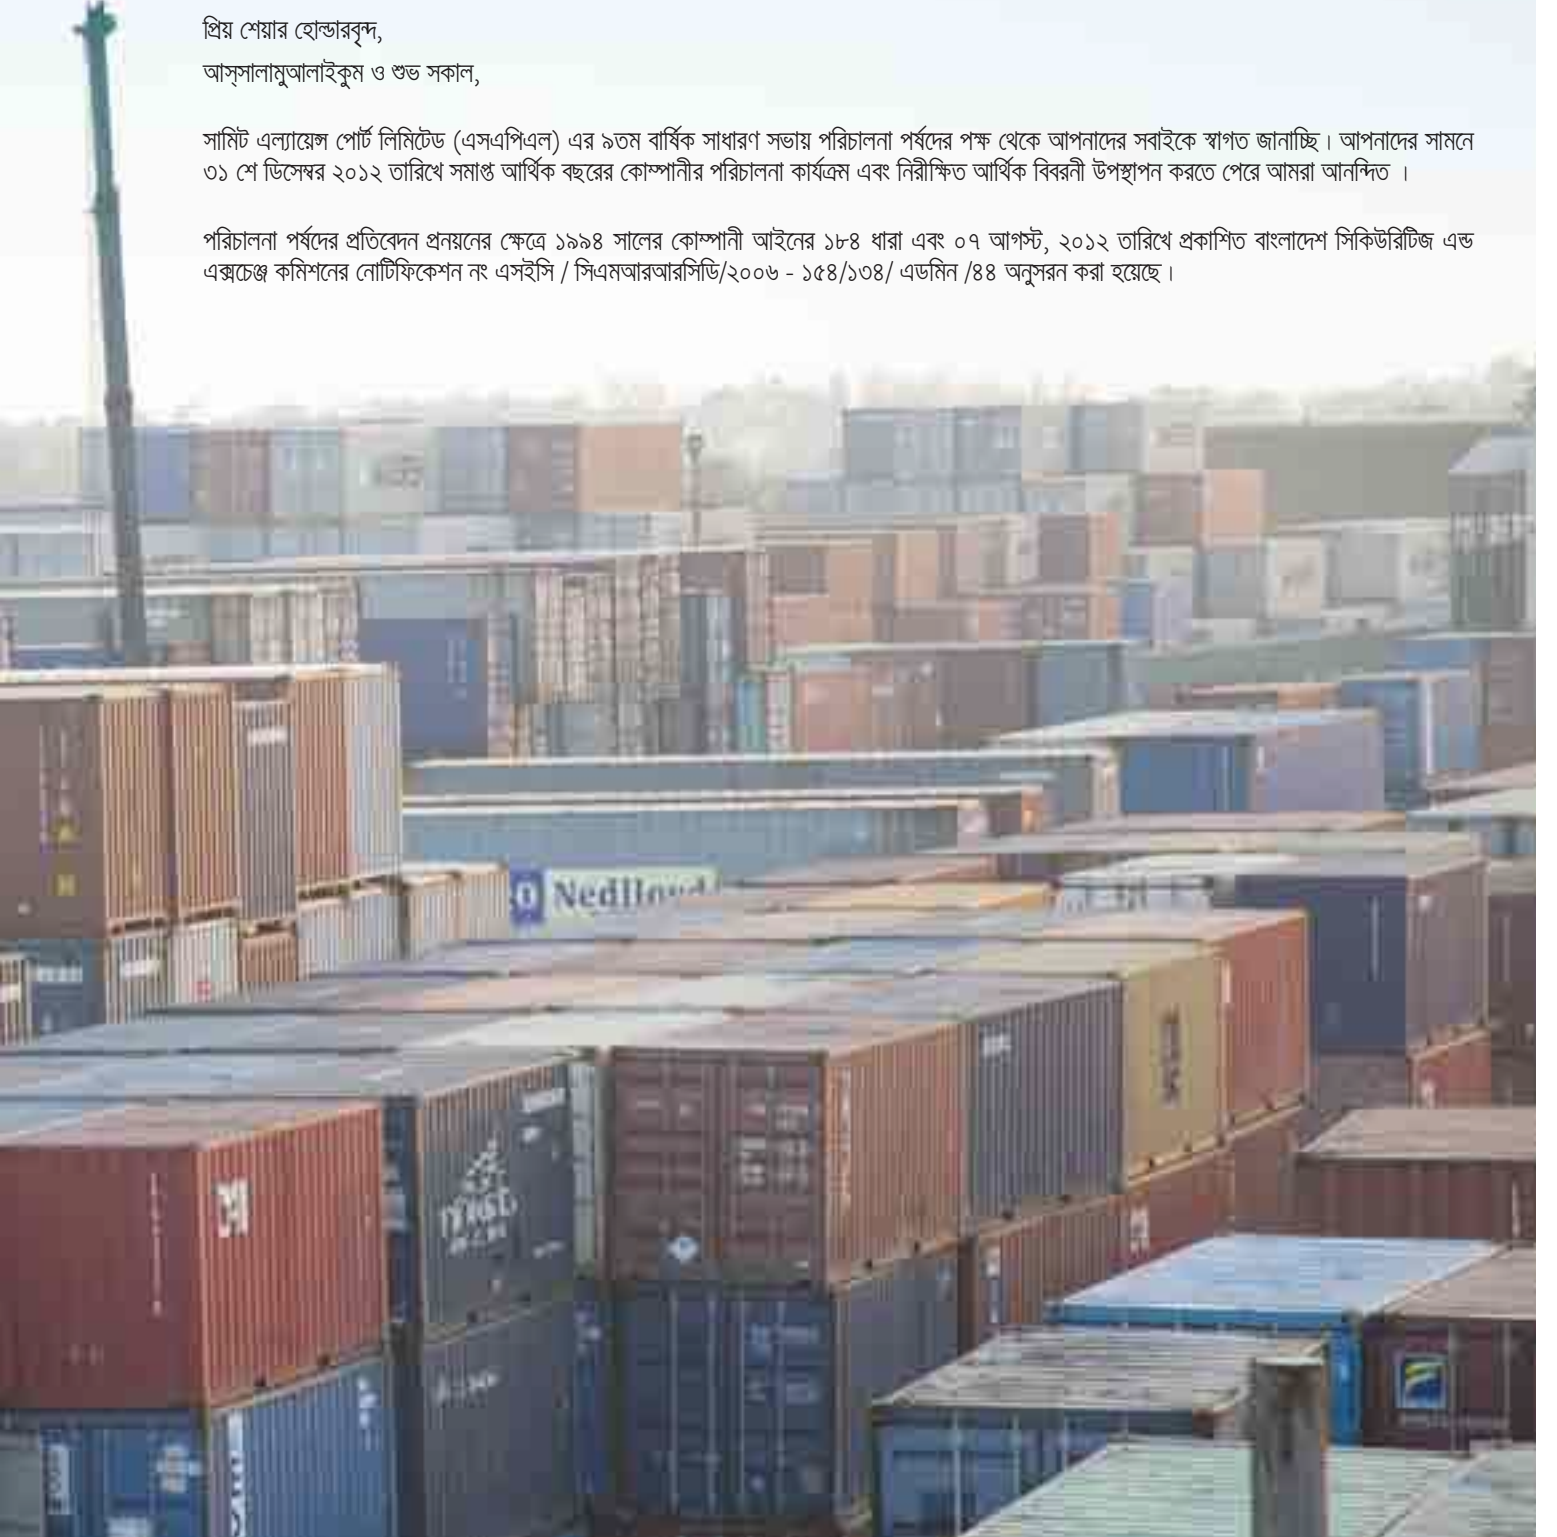 প্রিয় শেয়ার হোল্ডারবৃন্দ,
আস্‌সালামুআলাইকুম ও শুভ সকাল,
সামিট এল্যায়েন্স পোর্ট লিমিটেড (এসএপিএল) এর ৯তম বার্ষিক সাধারণ সভায় পরিচালনা পর্ষদের পক্ষ থেকে আপনাদের সবাইকে স্বাগত জানাচ্ছি। আপনাদের সামনে
৩১ শে ডিসেম্বর ২০১২ তারিখে সমাপ্ত আর্থিক বছরের কোম্পানীর পরিচালনা কার্যক্রম এবং নিরীক্ষিত আর্থিক বিবরনী উপস্থাপন করতে পেরে আমরা আনন্দিত ।
পরিচালনা পর্ষদের প্রতিবেদন প্রনয়নের ক্ষেত্রে ১৯৯৪ সালের কোম্পানী আইনের ১৮৪ ধারা এবং ০৭ আগস্ট, ২০১২ তারিখে প্রকাশিত বাংলাদেশ সিকিউরিটিজ এন্ড
এক্সচেঞ্জ কমিশনের নোটিফিকেশন নং এসইসি / সিএমআরআরসিডি/২০০৬ - ১৫৪/১৩৪/ এডমিন /৪৪ অনুসরন করা হয়েছে।
Nedlloyd